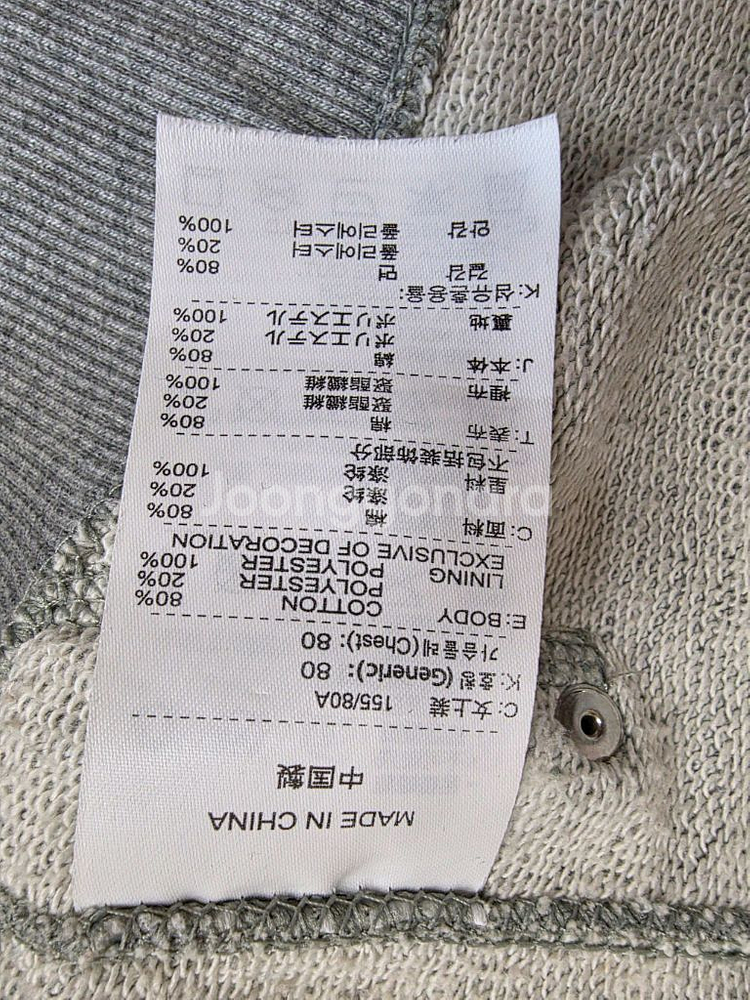 MADE IN CHINA
中国製
C:女上装 155/80A
K:호칭(Generic): 80
가슴둘레(Chest): 80
E:BODY COTTON 80%
POLYESTER 20%
LINING POLYESTER 100%
EXCLUSIVE OF DECORATION
C:面料 棉 80%
涤纶 20%
里料 涤纶 100%
不包括装饰部分
T:表布 棉 80%
聚酯纖維 20%
裡布 聚酯纖維 100%
J:本体 綿 80%
ポリエステル 20%
裏地 ポリエステル 100%
K:섬유혼용율:
겉감 면 80%
폴리에스터 20%
안감 폴리에스터 100%
Joonggonara